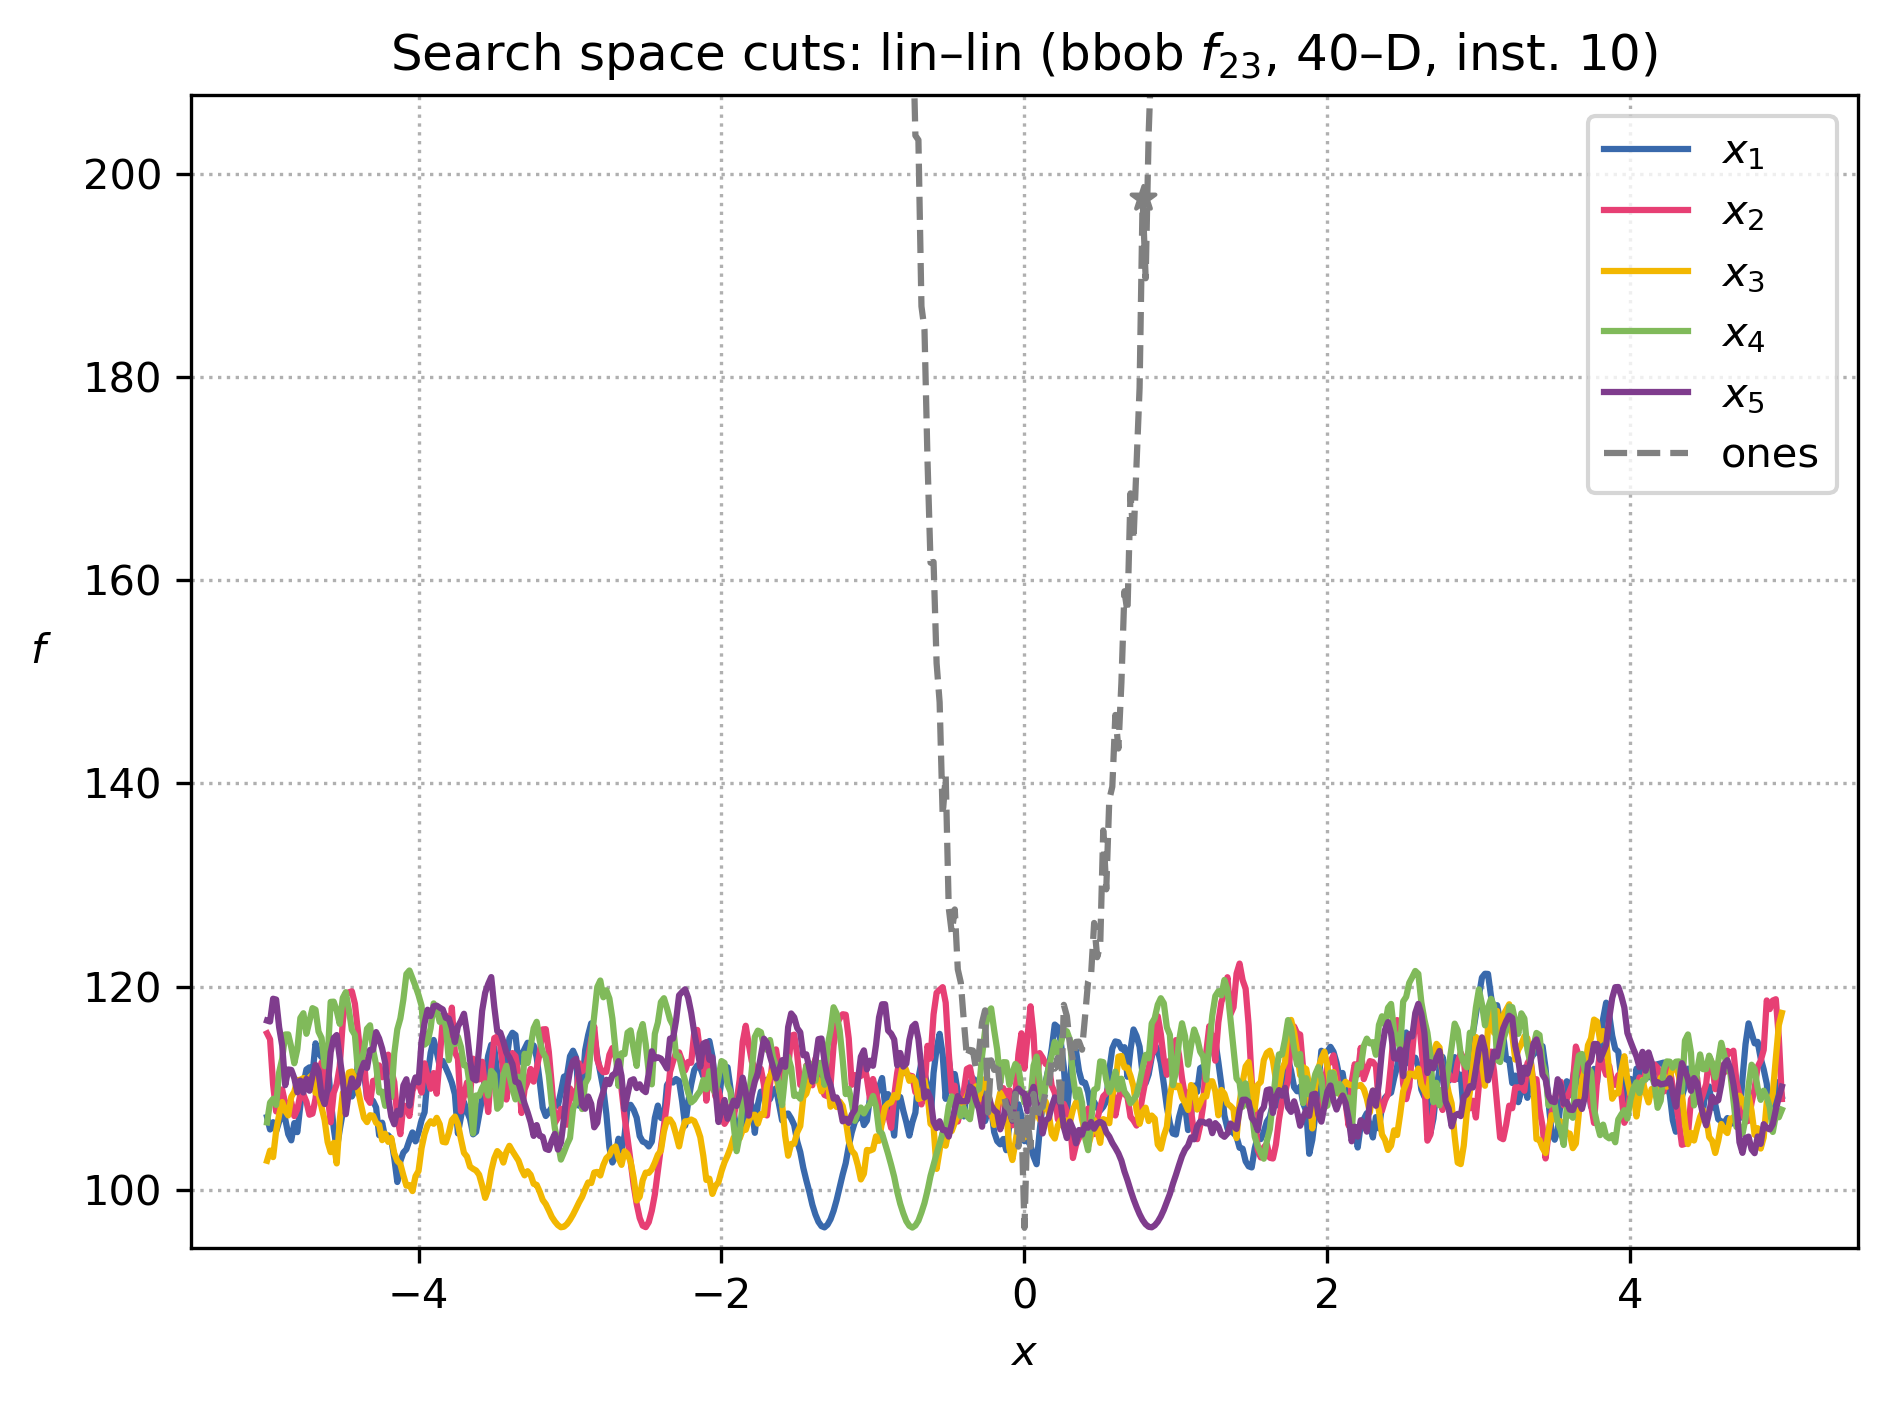 Search space cuts: lin–lin (bbob f₂₃, 40–D, inst. 10)
200
180
160
140
120
100
f
−4
−2
0
2
4
x
x₁
x₂
x₃
x₄
x₅
ones